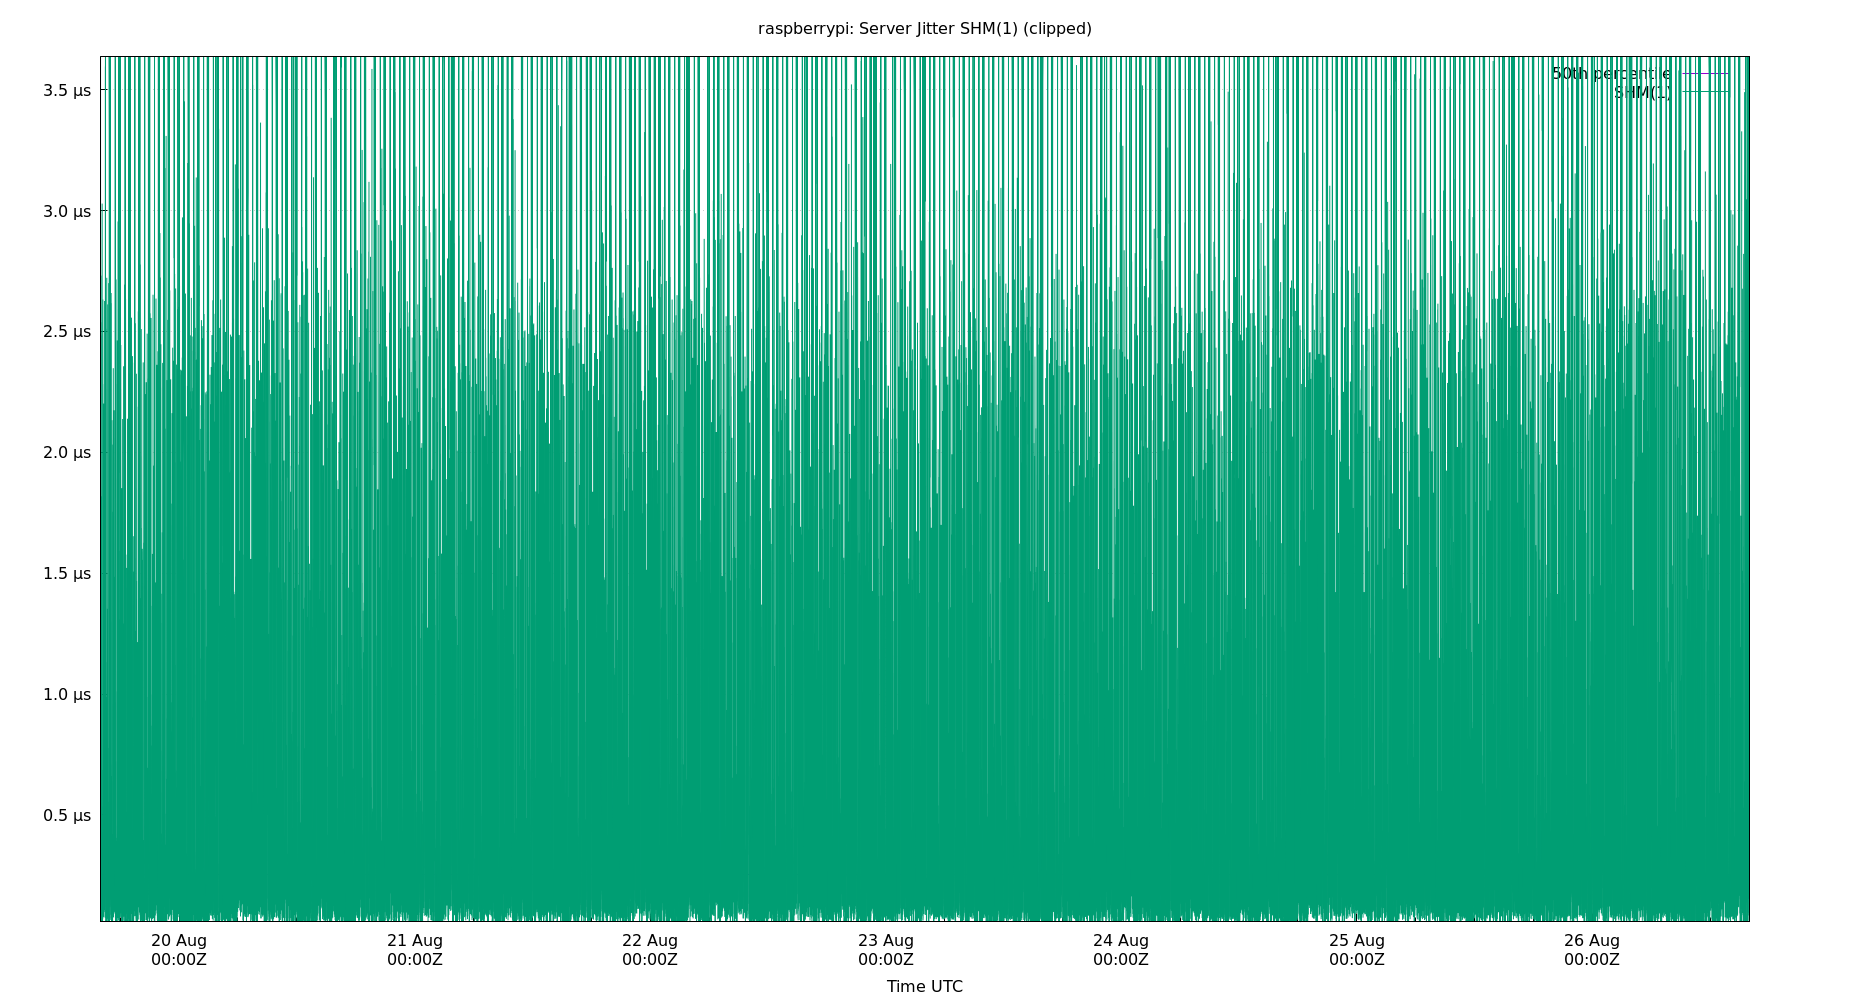 raspberrypi: Server Jitter SHM(1) (clipped)
50th percentile
SHM(1)
3.5 µs
3.0 µs
2.5 µs
2.0 µs
1.5 µs
1.0 µs
0.5 µs
20 Aug 21 Aug 22 Aug 23 Aug 24 Aug 25 Aug 26 Aug
00:00Z 00:00Z 00:00Z 00:00Z 00:00Z 00:00Z 00:00Z
Time UTC